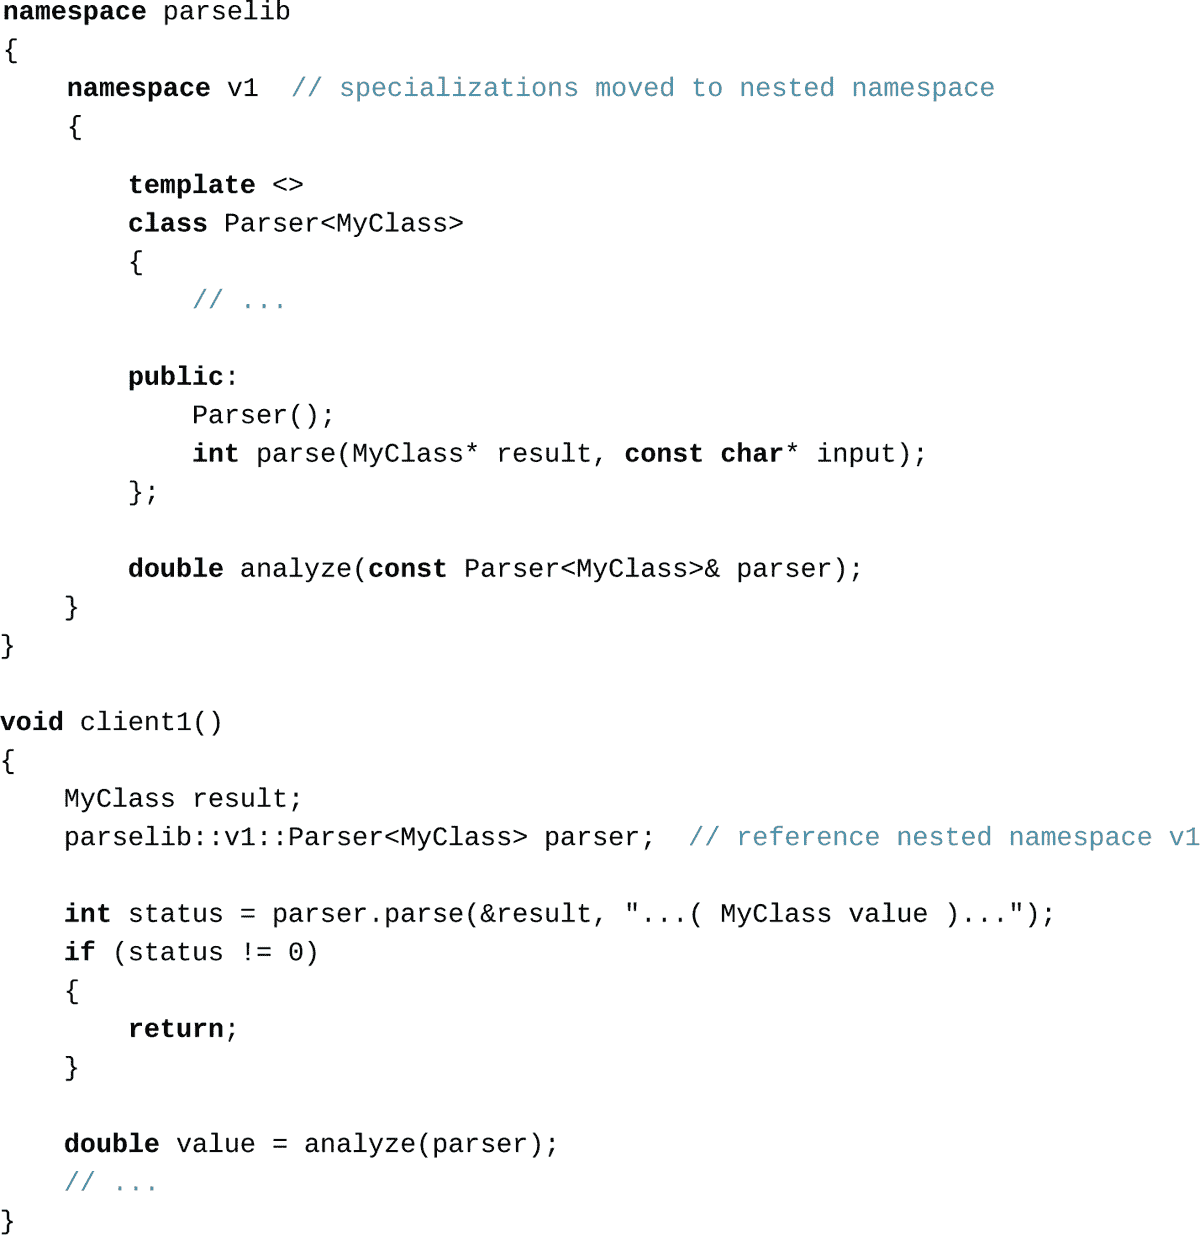 namespace parselib
{
    namespace v1  // specializations moved to nested namespace
    {
        template <>
        class Parser<MyClass>
        {
            // ...
        public:
            Parser();
            int parse(MyClass* result, const char* input);
        };
        double analyze(const Parser<MyClass>& parser);
    }
}
void client1()
{
    MyClass result;
    parselib::v1::Parser<MyClass> parser;  // reference nested namespace v1
    int status = parser.parse(&result, "...( MyClass value )...");
    if (status != 0)
    {
        return;
    }
    double value = analyze(parser);
    // ...
}